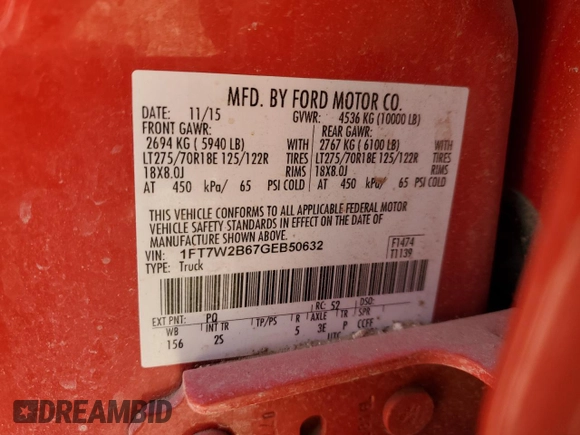 MFD. BY FORD MOTOR CO.
DATE: 11/15 GVWR: 4536 KG (10000 LB)
FRONT GAWR: REAR GAWR:
2694 KG ( 5940 LB) WITH 2767 KG ( 6100 LB) WITH
LT275/70R18E 125/122R TIRES LT275/70R18E 125/122R TIRES
18X8.0J RIMS 18X8.0J RIMS
AT 450 kPa/ 65 PSI COLD AT 450 kPa/ 65 PSI COLD
THIS VEHICLE CONFORMS TO ALL APPLICABLE FEDERAL MOTOR
VEHICLE SAFETY STANDARDS IN EFFECT ON THE DATE OF
MANUFACTURE SHOWN ABOVE.
VIN: 1FT7W2B67GEB50632 F1474
TYPE: Truck T1139
EXT PNT: PQ RC: 52 DSO:
WB INT TR TP/PS R AXLE TR SPR
156 2S 5 3E P CCFF
UTC
DREAMBID